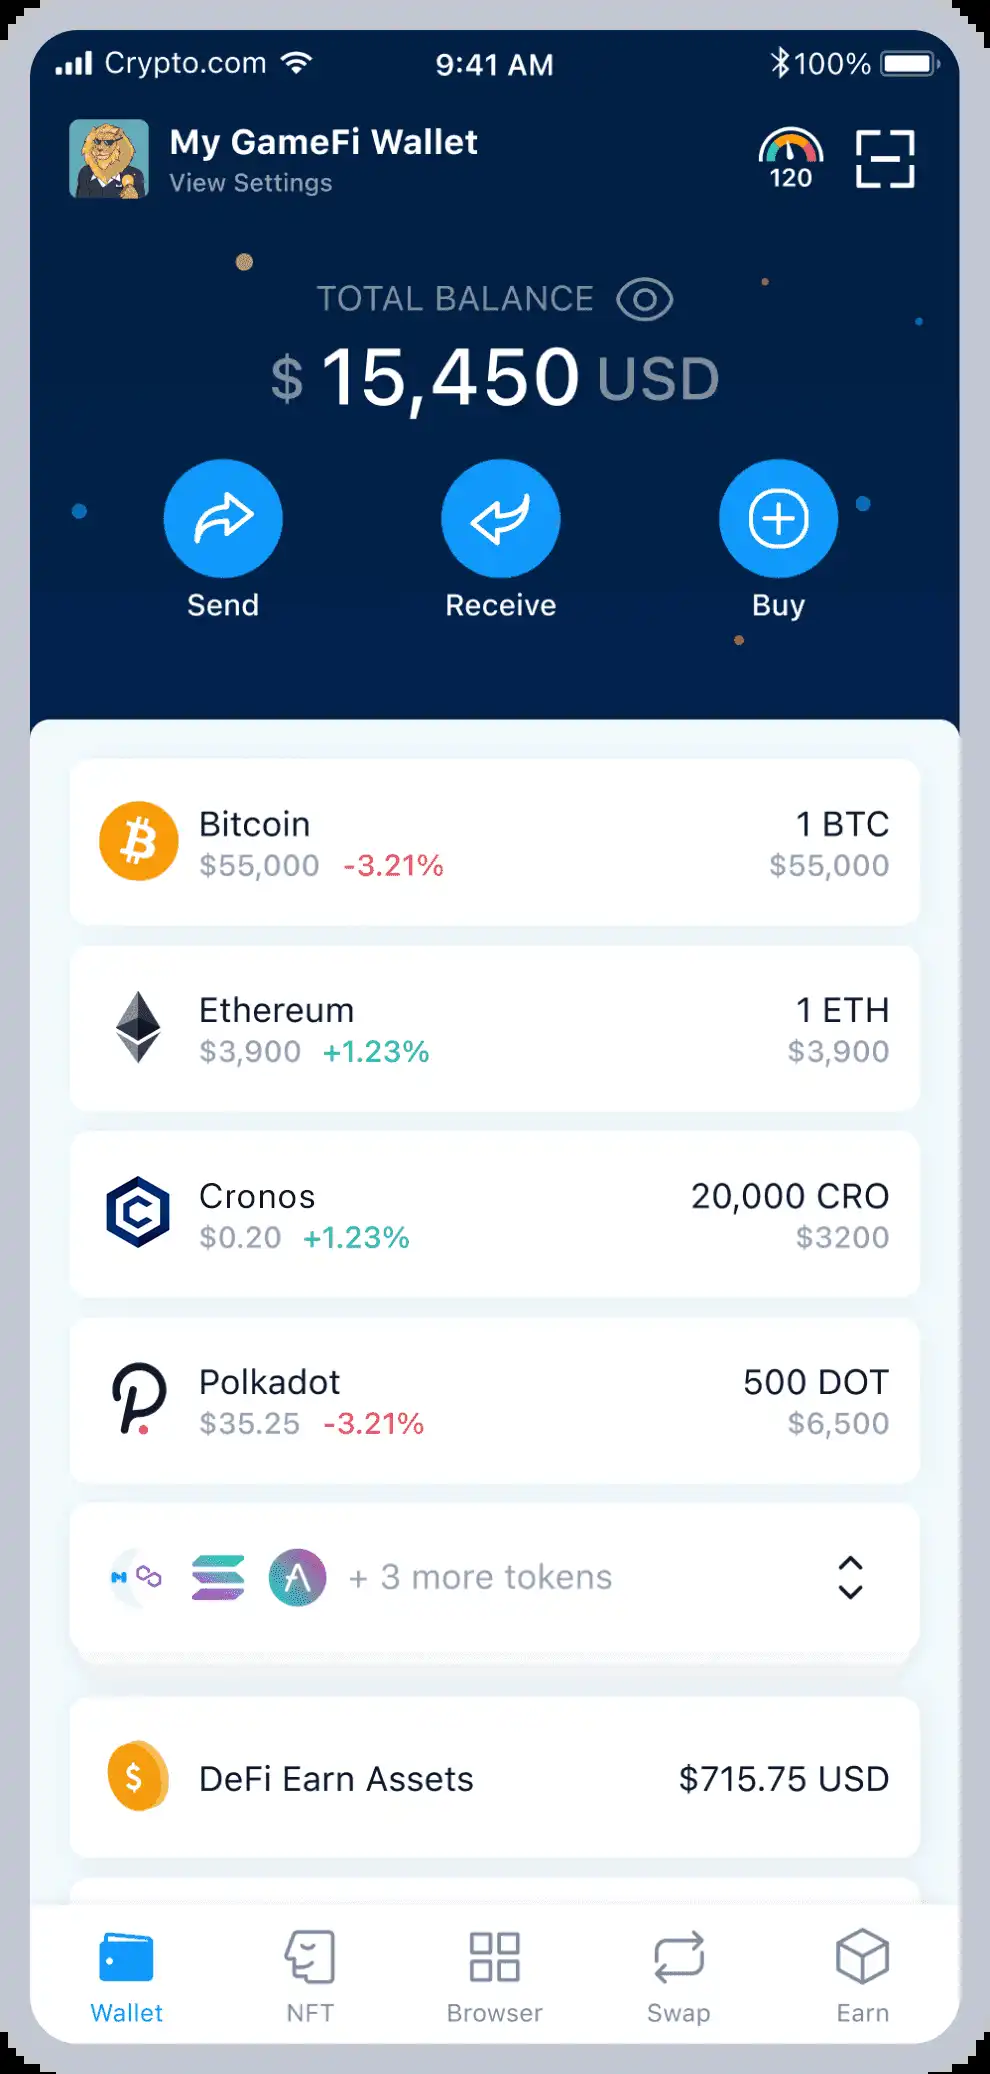 Crypto.com 9:41 AM 100%
My GameFi Wallet
View Settings
120
TOTAL BALANCE
$ 15,450 USD
Send Receive Buy
Bitcoin 1 BTC
$55,000 -3.21% $55,000
Ethereum 1 ETH
$3,900 +1.23% $3,900
Cronos 20,000 CRO
$0.20 +1.23% $3200
Polkadot 500 DOT
$35.25 -3.21% $6,500
+ 3 more tokens
DeFi Earn Assets $715.75 USD
Wallet NFT Browser Swap Earn